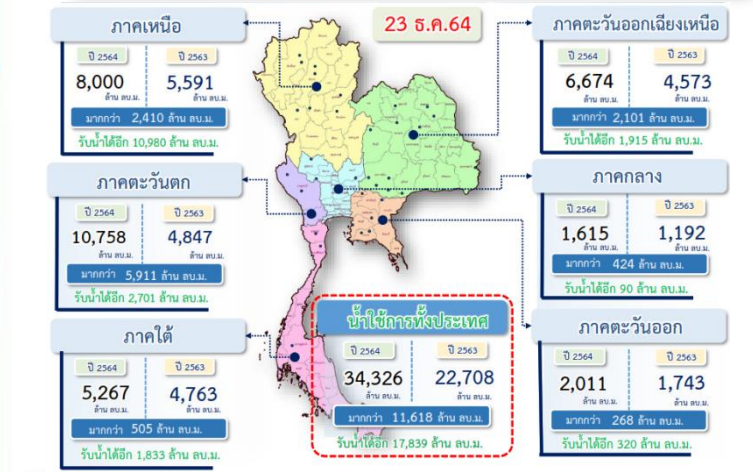 23 ธ.ค.64
ภาคเหนือ
ปี 2564 ปี 2563
8,000 5,591
ล้าน ลบ.ม. ล้าน ลบ.ม.
มากกว่า 2,410 ล้าน ลบ.ม.
รับน้ำได้อีก 10,980 ล้าน ลบ.ม.
ภาคตะวันออกเฉียงเหนือ
ปี 2564 ปี 2563
6,674 4,573
ล้าน ลบ.ม. ล้าน ลบ.ม.
มากกว่า 2,101 ล้าน ลบ.ม.
รับน้ำได้อีก 1,915 ล้าน ลบ.ม.
ภาคตะวันตก
ปี 2564 ปี 2563
10,758 4,847
ล้าน ลบ.ม. ล้าน ลบ.ม.
มากกว่า 5,911 ล้าน ลบ.ม.
รับน้ำได้อีก 2,701 ล้าน ลบ.ม.
ภาคกลาง
ปี 2564 ปี 2563
1,615 1,192
ล้าน ลบ.ม. ล้าน ลบ.ม.
มากกว่า 424 ล้าน ลบ.ม.
รับน้ำได้อีก 90 ล้าน ลบ.ม.
ภาคใต้
ปี 2564 ปี 2563
5,267 4,763
ล้าน ลบ.ม. ล้าน ลบ.ม.
มากกว่า 505 ล้าน ลบ.ม.
รับน้ำได้อีก 1,833 ล้าน ลบ.ม.
น้ำใช้การทั้งประเทศ
ปี 2564 ปี 2563
34,326 22,708
ล้าน ลบ.ม. ล้าน ลบ.ม.
มากกว่า 11,618 ล้าน ลบ.ม.
รับน้ำได้อีก 17,839 ล้าน ลบ.ม.
ภาคตะวันออก
ปี 2564 ปี 2563
2,011 1,743
ล้าน ลบ.ม. ล้าน ลบ.ม.
มากกว่า 268 ล้าน ลบ.ม.
รับน้ำได้อีก 320 ล้าน ลบ.ม.